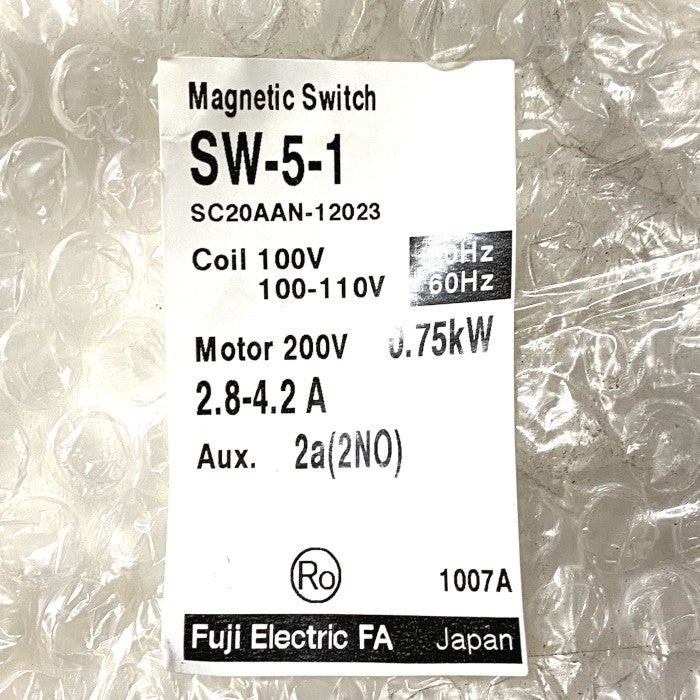 Magnetic Switch
SW-5-1
SC20AAN-12023
Coil 100V
100-110V 60Hz
Motor 200V 0.75kW
2.8-4.2 A
Aux. 2a(2NO)
Ro 1007A
Fuji Electric FA Japan